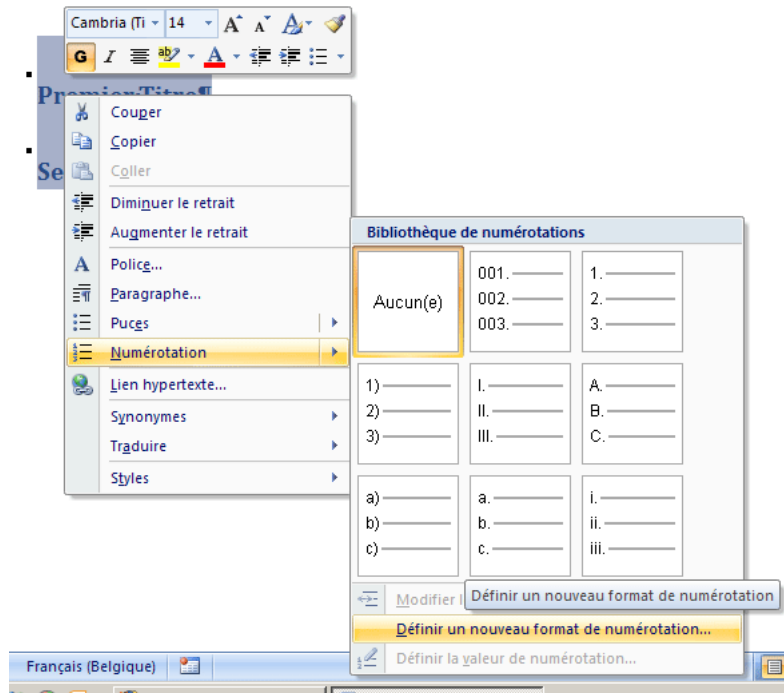 Cambria (Ti 14 A A A
G I A
Premier·Titre¶
Se
Couper
Copier
Coller
Diminuer le retrait
Augmenter le retrait
A Police...
Paragraphe...
Puces
Numérotation
Lien hypertexte...
Synonymes
Traduire
Styles
Bibliothèque de numérotations
Aucun(e)
001.
002.
003.
1.
2.
3.
1)
2)
3)
I.
II.
III.
A.
B.
C.
a)
b)
c)
a.
b.
c.
i.
ii.
iii.
Modifier l
Définir un nouveau format de numérotation
Définir un nouveau format de numérotation...
Définir la valeur de numérotation...
Français (Belgique)